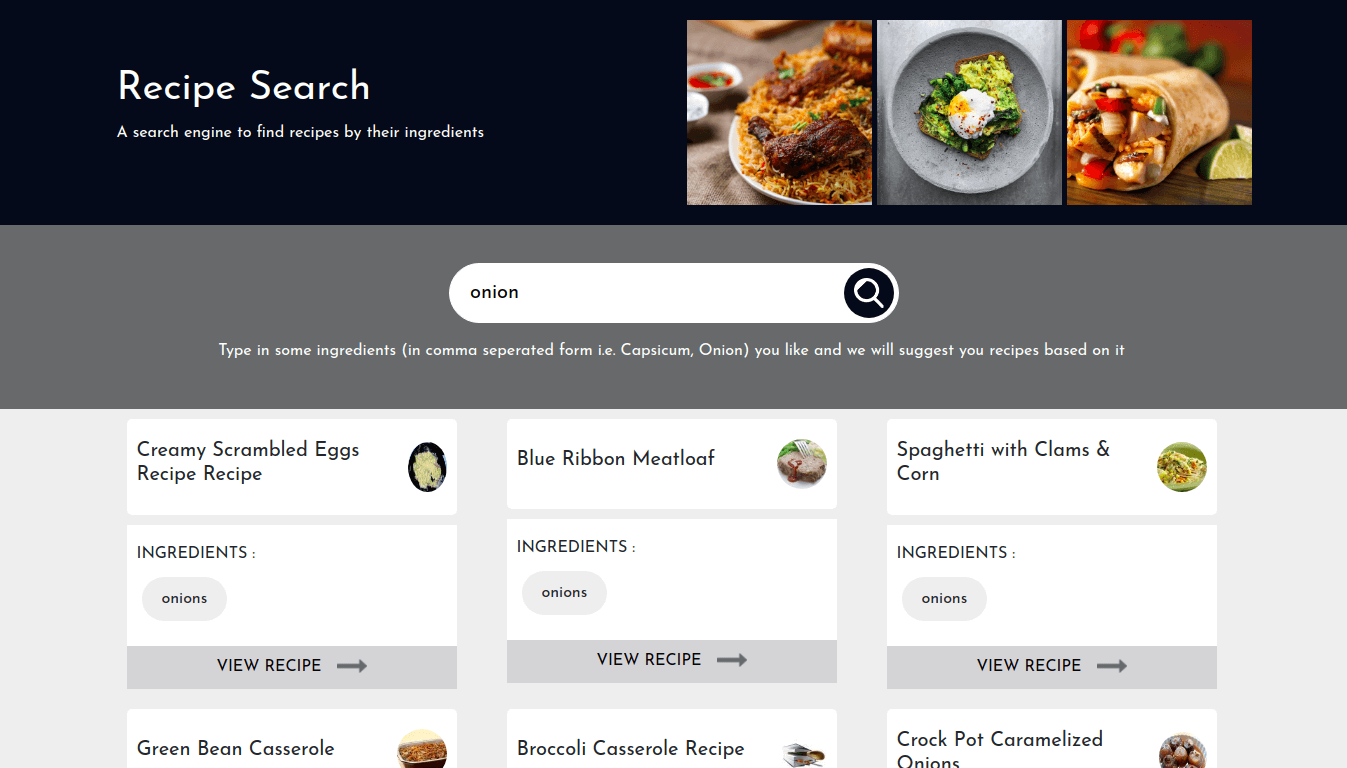 Recipe Search
A search engine to find recipes by their ingredients
onion
Type in some ingredients (in comma seperated form i.e. Capsicum, Onion) you like and we will suggest you recipes based on it
Creamy Scrambled Eggs
Recipe Recipe
INGREDIENTS :
onions
VIEW RECIPE
Blue Ribbon Meatloaf
INGREDIENTS :
onions
VIEW RECIPE
Spaghetti with Clams &
Corn
INGREDIENTS :
onions
VIEW RECIPE
Green Bean Casserole
Broccoli Casserole Recipe
Crock Pot Caramelized
Onions